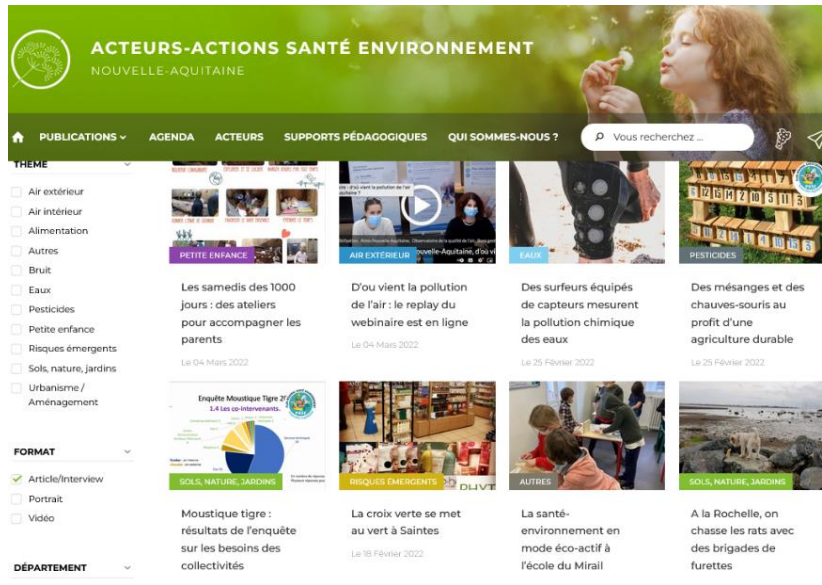 ACTEURS-ACTIONS SANTÉ ENVIRONNEMENT
NOUVELLE-AQUITAINE
PUBLICATIONS
AGENDA
ACTEURS
SUPPORTS PÉDAGOGIQUES
QUI SOMMES-NOUS ?
Vous recherchez ...
THÈME
Air extérieur
Air intérieur
Alimentation
Autres
Bruit
Eaux
Pesticides
Petite enfance
Risques émergents
Sols, nature, jardins
Urbanisme /
Aménagement
FORMAT
Article/Interview
Portrait
Vidéo
DÉPARTEMENT
PETITE ENFANCE
Les samedis des 1000
jours : des ateliers
pour accompagner les
parents
Le 04 Mars 2022
AIR EXTÉRIEUR
D'ou vient la pollution
de l'air : le replay du
webinaire est en ligne
Le 04 Mars 2022
EAUX
Des surfeurs équipés
de capteurs mesurent
la pollution chimique
des eaux
Le 25 Février 2022
PESTICIDES
Des mésanges et des
chauves-souris au
profit d'une
agriculture durable
Le 25 Février 2022
Enquête Moustique Tigre
1.4 Les co-intervenants.
SOLS, NATURE, JARDINS
Moustique tigre :
résultats de l'enquête
sur les besoins des
collectivités
RISQUES ÉMERGENTS
La croix verte se met
au vert à Saintes
Le 18 Février 2022
AUTRES
La santé-
environnement en
mode éco-actif à
l'école du Mirail
SOLS, NATURE, JARDINS
A la Rochelle, on
chasse les rats avec
des brigades de
furettes